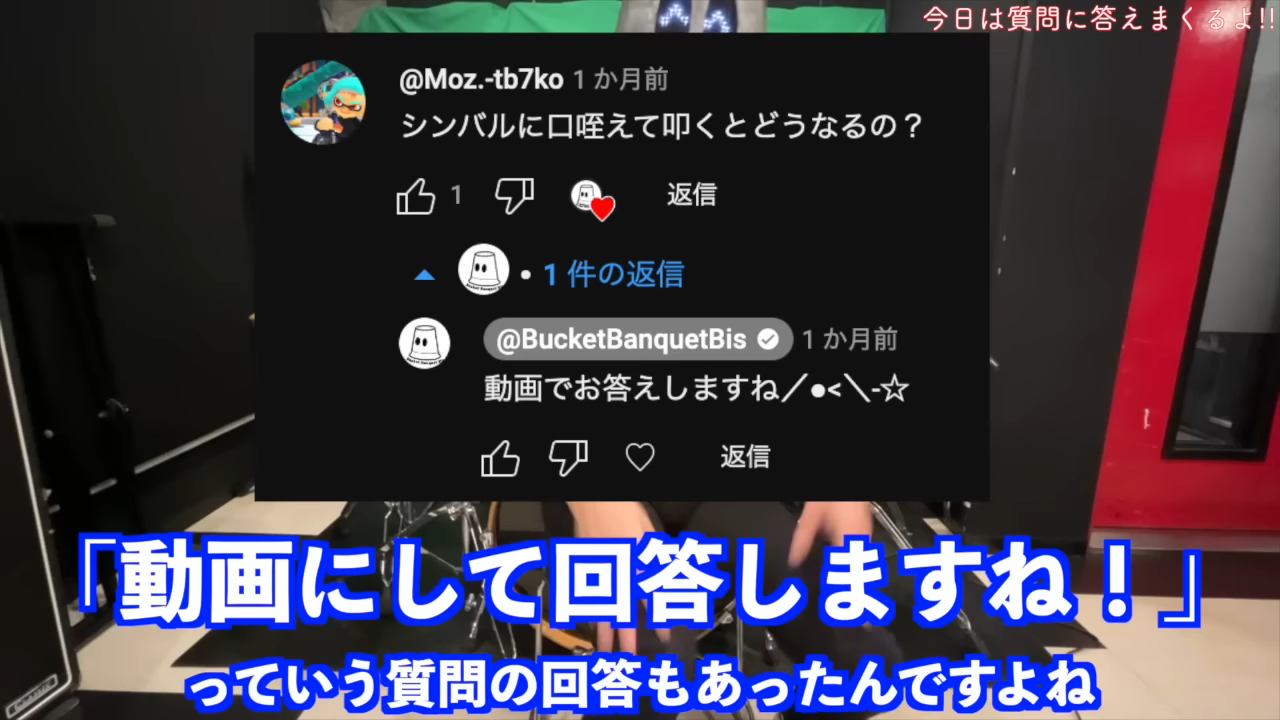 今日は質問に答えまくるよ!!
@Moz.-tb7ko 1 か月前
シンバルに口咥えて叩くとどうなるの？
1 返信
• 1 件の返信
@BucketBanquetBis 1 か月前
動画でお答えしますね／●<＼-☆
返信
「動画にして回答しますね！」
っていう質問の回答もあったんですよね